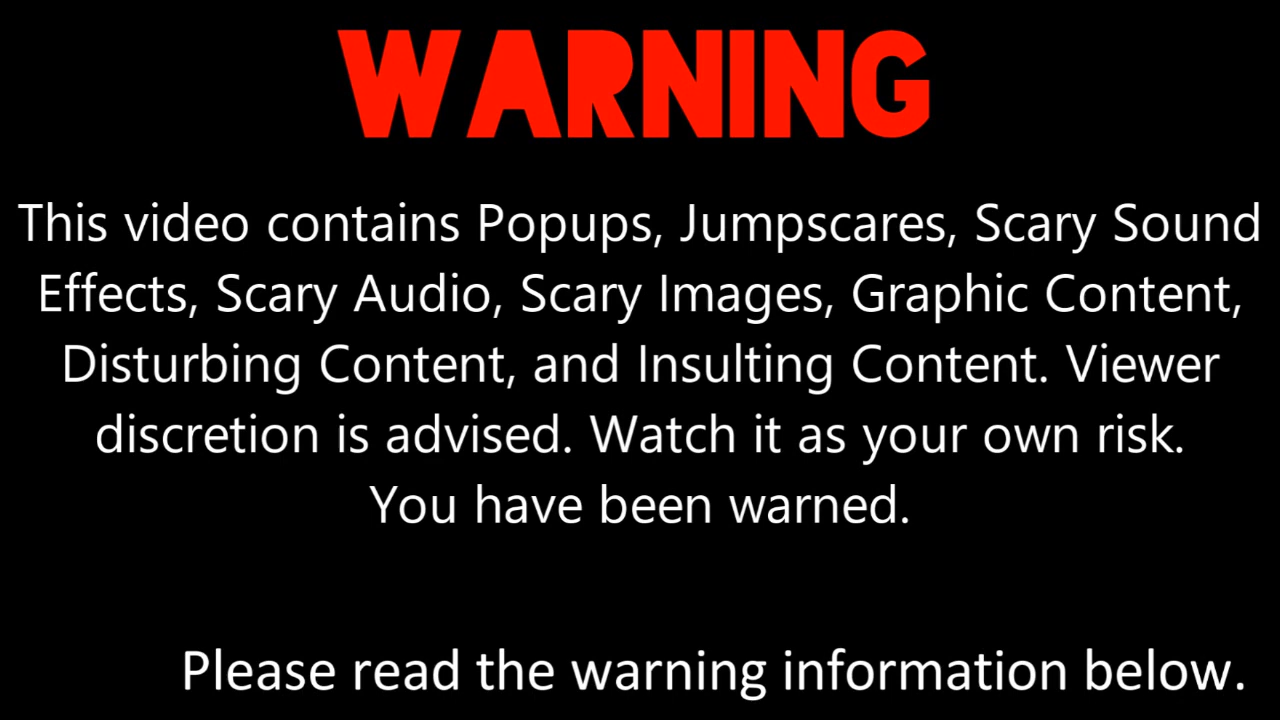 WARNING
This video contains Popups, Jumpscares, Scary Sound
Effects, Scary Audio, Scary Images, Graphic Content,
Disturbing Content, and Insulting Content. Viewer
discretion is advised. Watch it as your own risk.
You have been warned.
Please read the warning information below.